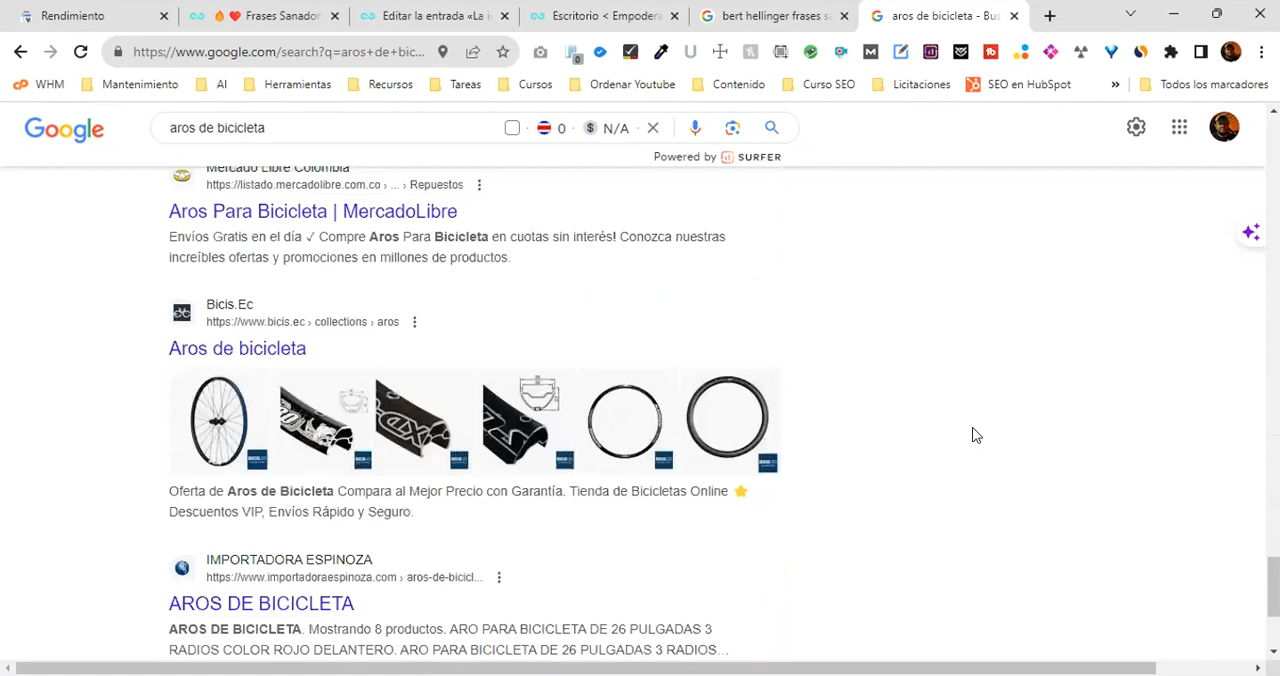 Rendimiento
🔥❤️ Frases Sanador
Editar la entrada «La i
Escritorio < Empodera
bert hellinger frases sa
aros de bicicleta - Bus
https://www.google.com/search?q=aros+de+bic...
0
WHM
Mantenimiento
AI
Herramientas
Recursos
Tareas
Cursos
Ordenar Youtube
Contenido
Curso SEO
Licitaciones
SEO en HubSpot
»
Todos los marcadores
Google
aros de bicicleta
0 · $ N/A ·
Powered by SURFER
Mercado Libre Colombia
https://listado.mercadolibre.com.co › ... › Repuestos
Aros Para Bicicleta | MercadoLibre
Envíos Gratis en el día ✓ Compre Aros Para Bicicleta en cuotas sin interés! Conozca nuestras
increíbles ofertas y promociones en millones de productos.
Bicis.Ec
https://www.bicis.ec › collections › aros
Aros de bicicleta
Oferta de Aros de Bicicleta Compara al Mejor Precio con Garantía. Tienda de Bicicletas Online ⭐
Descuentos VIP, Envíos Rápido y Seguro.
IMPORTADORA ESPINOZA
https://www.importadoraespinoza.com › aros-de-bicicl...
AROS DE BICICLETA
AROS DE BICICLETA. Mostrando 8 productos. ARO PARA BICICLETA DE 26 PULGADAS 3
RADIOS COLOR ROJO DELANTERO. ARO PARA BICICLETA DE 26 PULGADAS 3 RADIOS...